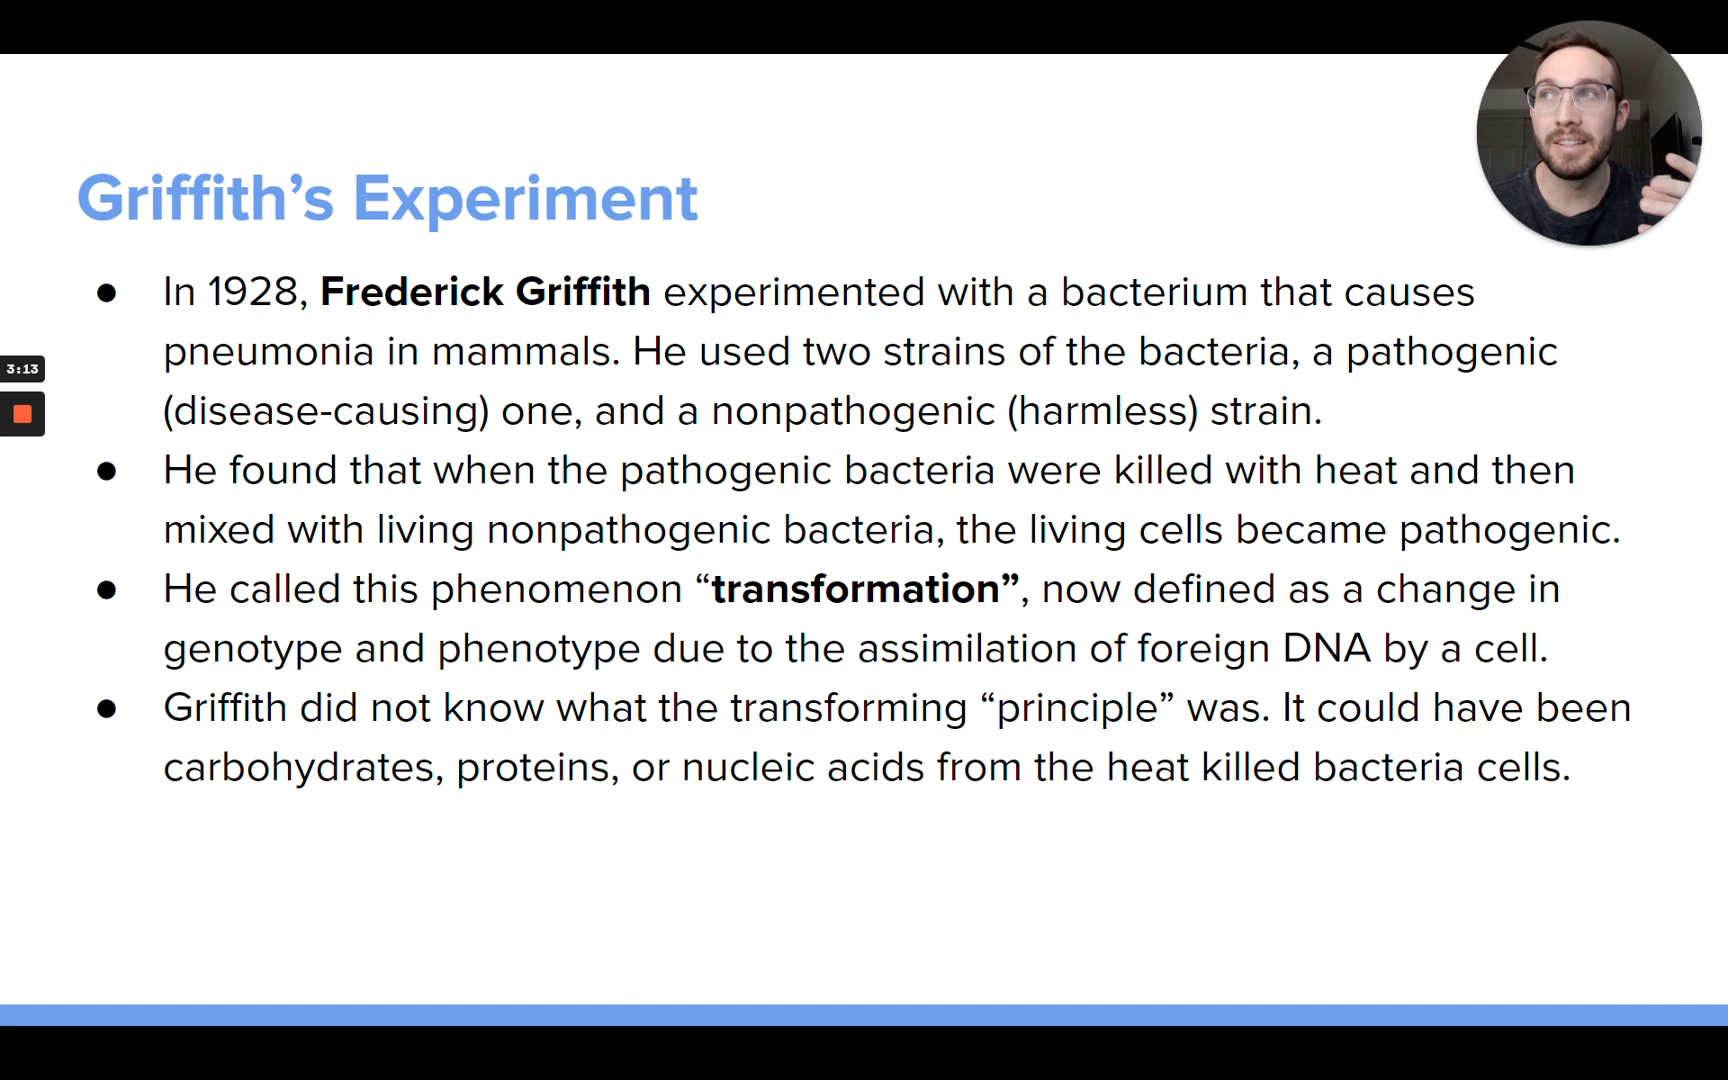 Griffith’s Experiment
● In 1928, Frederick Griffith experimented with a bacterium that causes
pneumonia in mammals. He used two strains of the bacteria, a pathogenic
(disease-causing) one, and a nonpathogenic (harmless) strain.
3:13
● He found that when the pathogenic bacteria were killed with heat and then
mixed with living nonpathogenic bacteria, the living cells became pathogenic.
● He called this phenomenon “transformation”, now defined as a change in
genotype and phenotype due to the assimilation of foreign DNA by a cell.
● Griffith did not know what the transforming “principle” was. It could have been
carbohydrates, proteins, or nucleic acids from the heat killed bacteria cells.